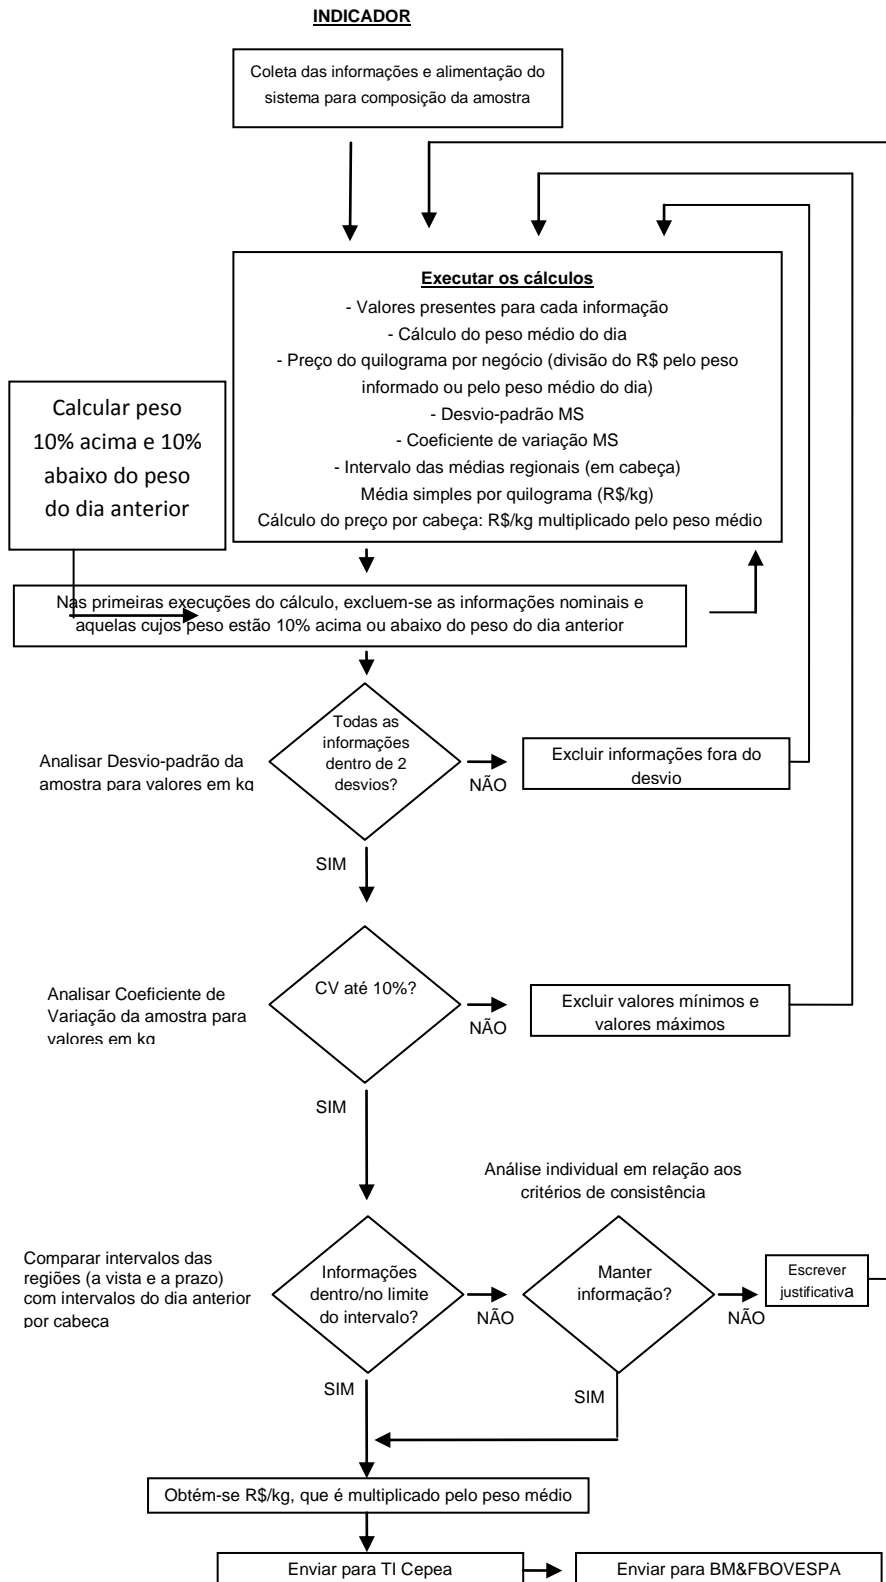 INDICADOR
Coleta das informações e alimentação do
sistema para composição da amostra
Executar os cálculos
- Valores presentes para cada informação
- Cálculo do peso médio do dia
- Preço do quilograma por negócio (divisão do R$ pelo peso
informado ou pelo peso médio do dia)
- Desvio-padrão MS
- Coeficiente de variação MS
- Intervalo das médias regionais (em cabeça)
Média simples por quilograma (R$/kg)
Cálculo do preço por cabeça: R$/kg multiplicado pelo peso médio
Calcular peso
10% acima e 10%
abaixo do peso
do dia anterior
Nas primeiras execuções do cálculo, excluem-se as informações nominais e
aquelas cujos peso estão 10% acima ou abaixo do peso do dia anterior
Analisar Desvio-padrão da
amostra para valores em kg
Todas as
informações
dentro de 2
desvios?
NÃO
Excluir informações fora do
desvio
SIM
Analisar Coeficiente de
Variação da amostra para
valores em kg
CV até 10%?
NÃO
Excluir valores mínimos e
valores máximos
SIM
Análise individual em relação aos
critérios de consistência
Comparar intervalos das
regiões (a vista e a prazo)
com intervalos do dia anterior
por cabeça
Informações
dentro/no limite
do intervalo?
NÃO
Manter
informação?
NÃO
Escrever
justificativa
SIM
SIM
Obtém-se R$/kg, que é multiplicado pelo peso médio
Enviar para TI Cepea
Enviar para BM&FBOVESPA